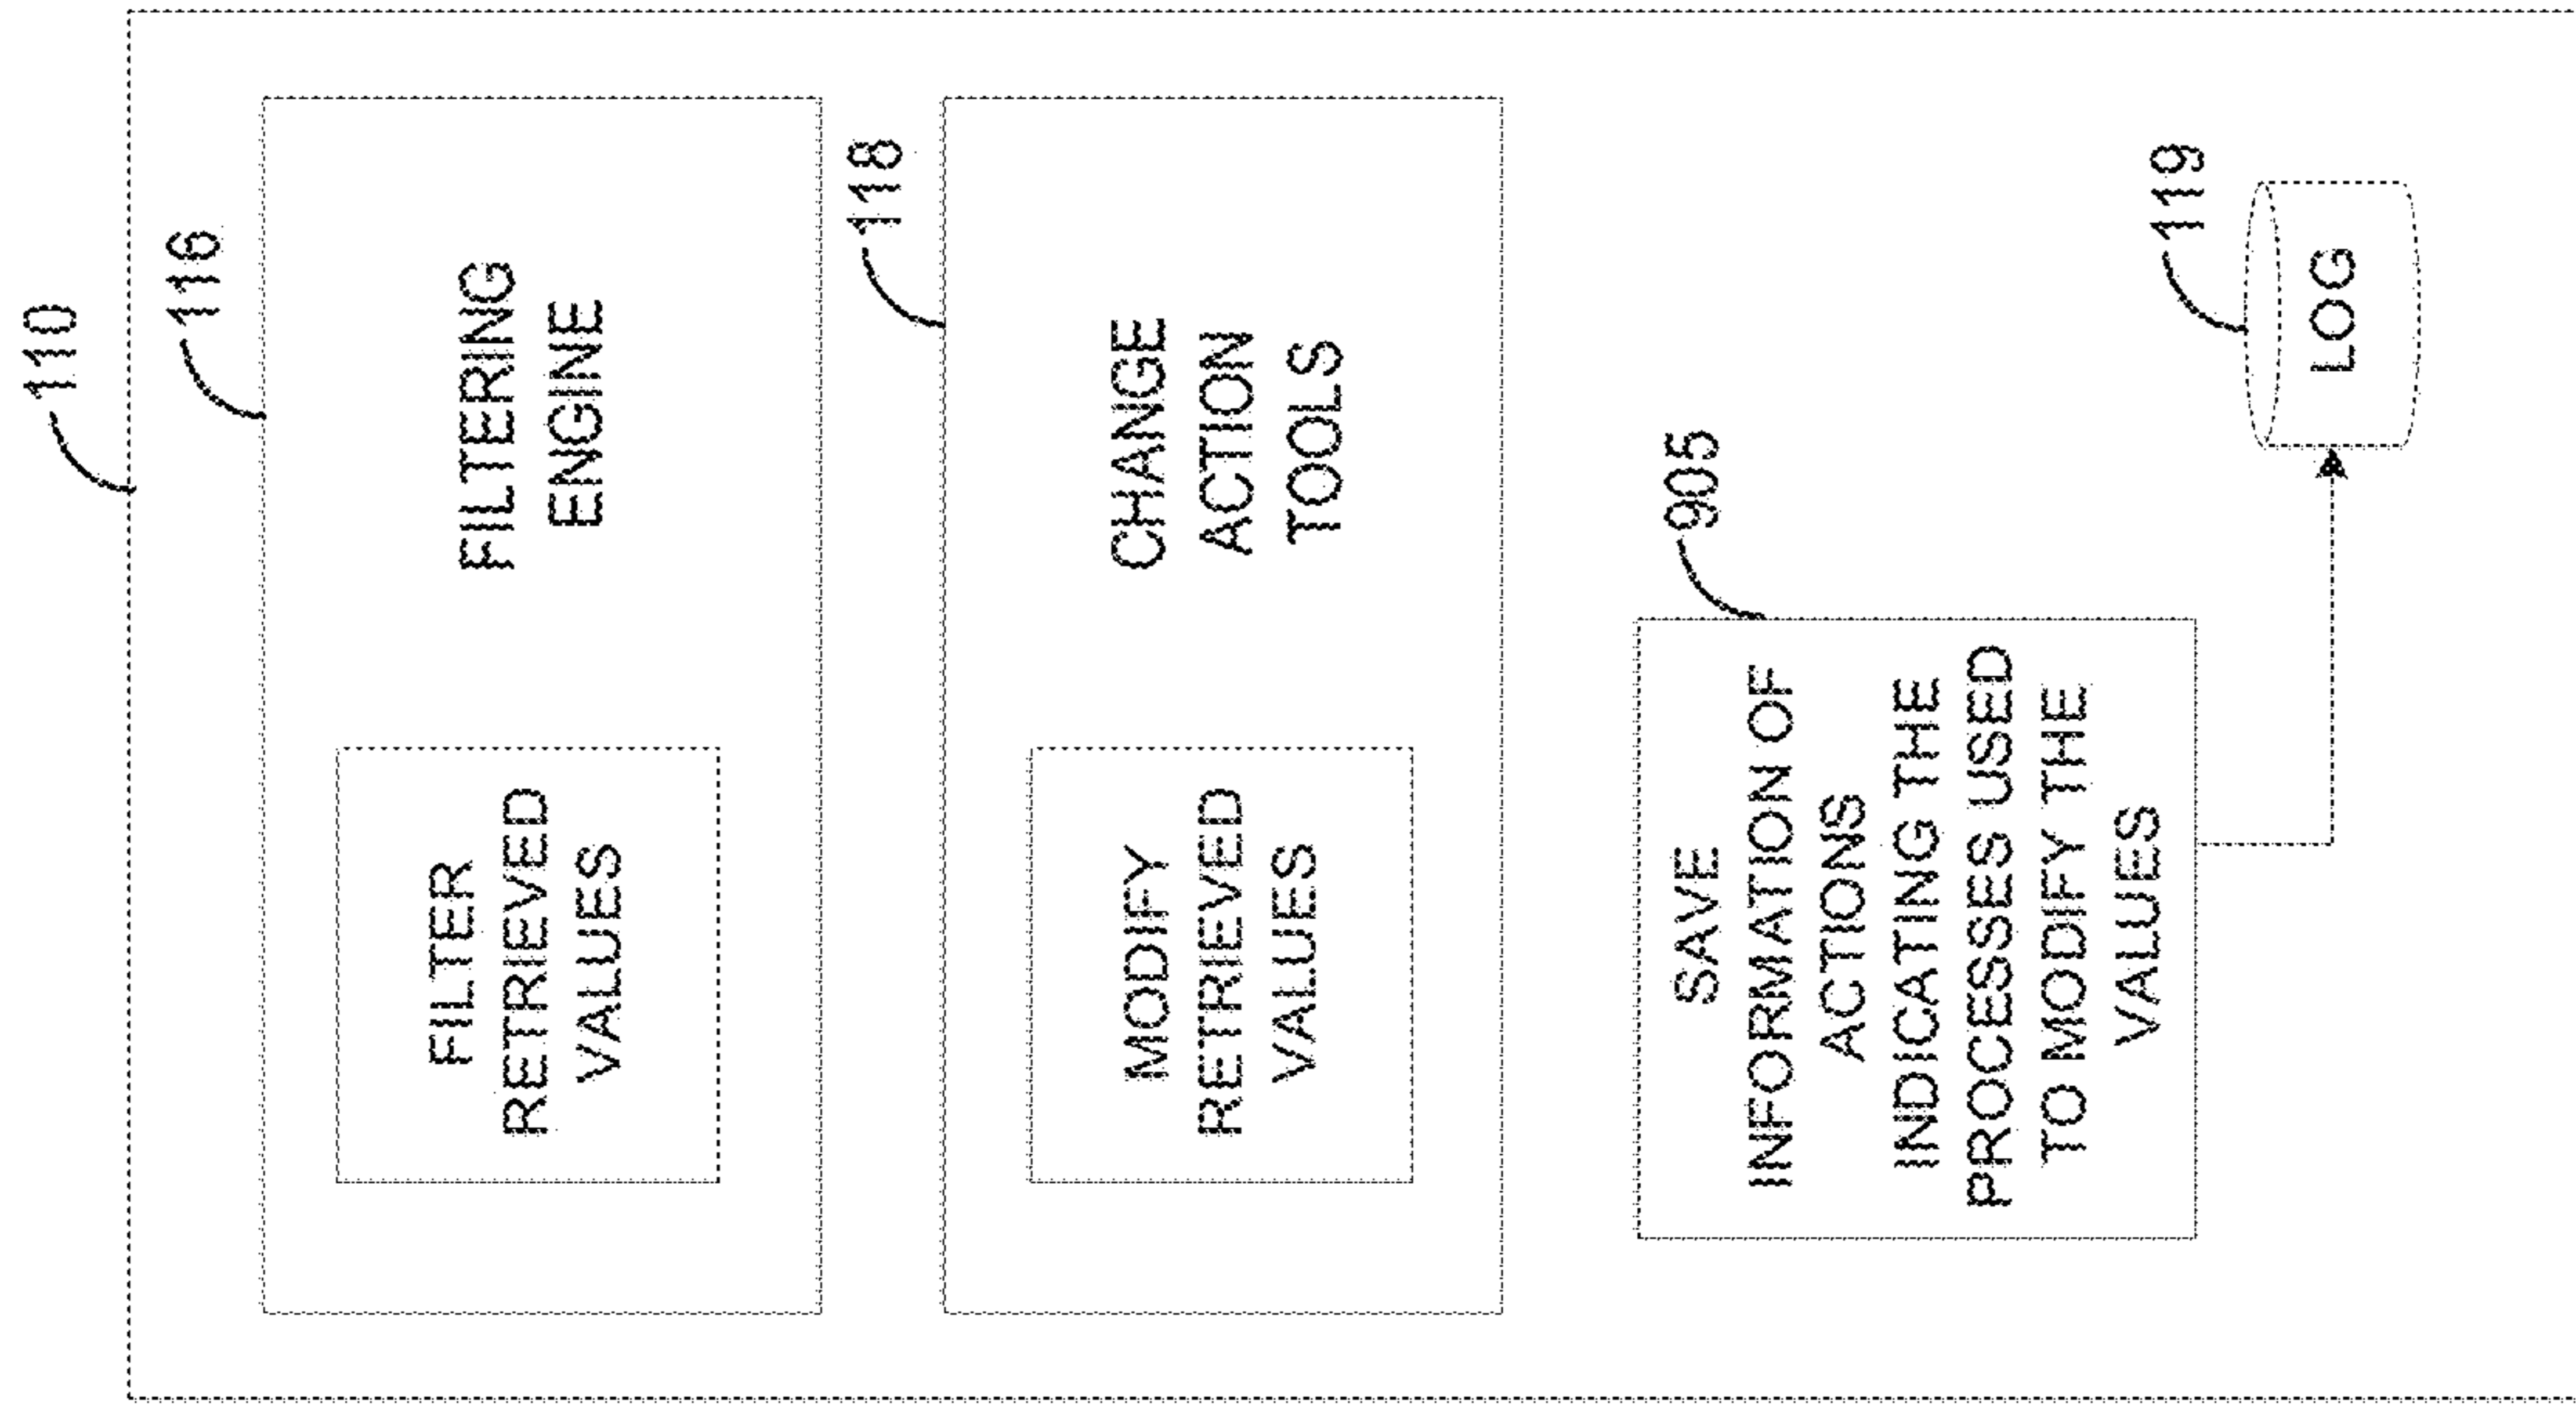 110
116
FILTERING
ENGINE
FILTER
RETRIEVED
VALUES
118
CHANGE
ACTION
TOOLS
MODIFY
RETRIEVED
VALUES
905
SAVE
INFORMATION OF
ACTIONS
INDICATING THE
PROCESSES USED
TO MODIFY THE
VALUES
119
LOG